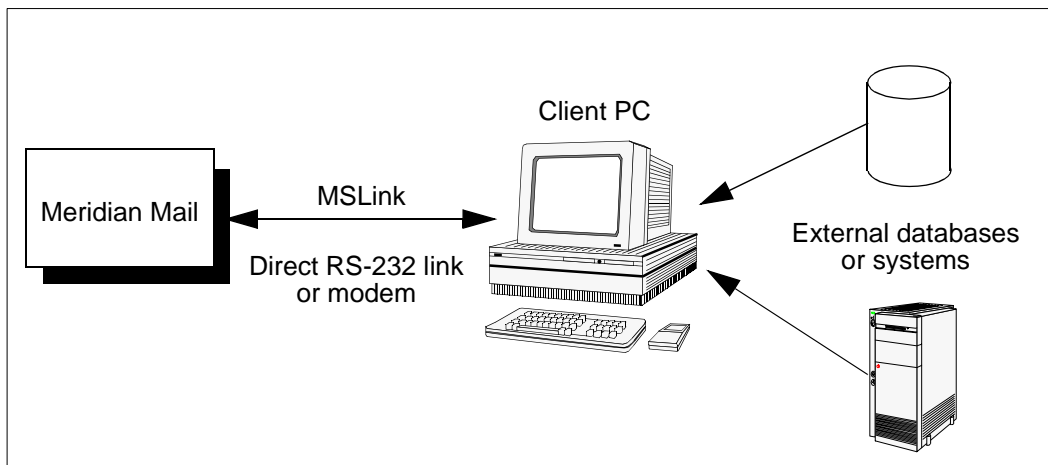 Client PC
Meridian Mail
MSLink
Direct RS-232 link
or modem
External databases
or systems